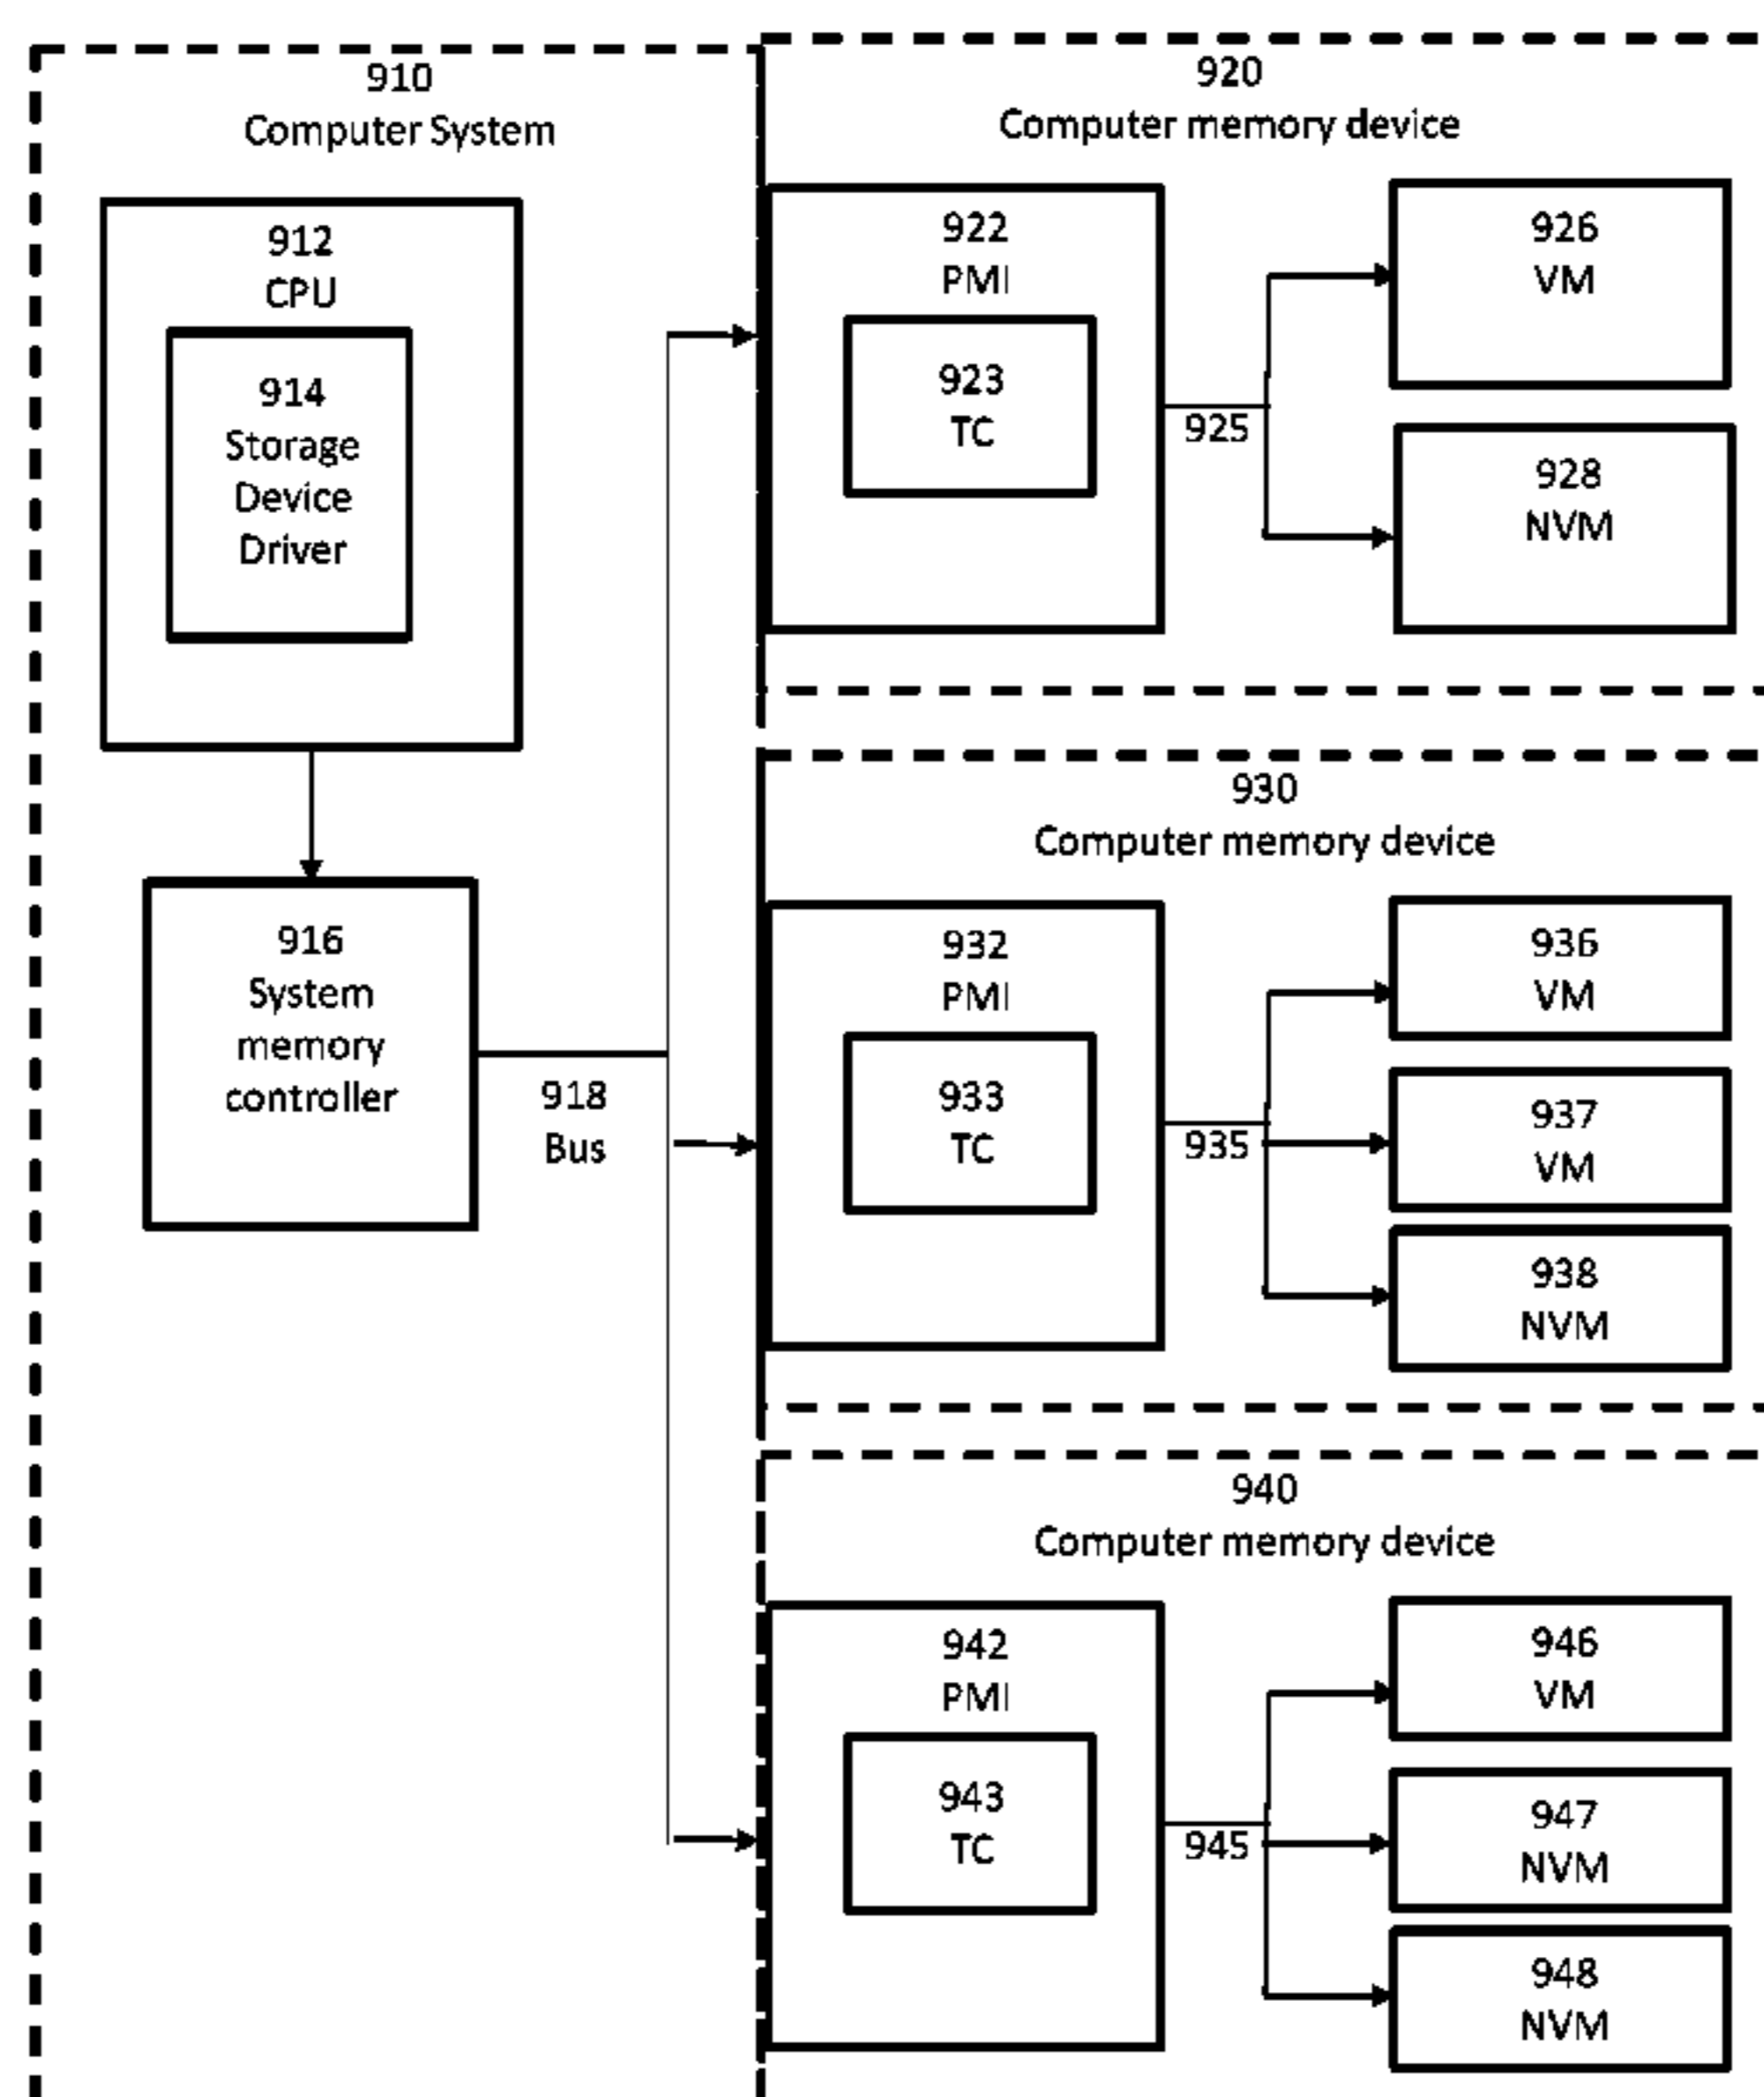 910
Computer System
912
CPU
914
Storage
Device
Driver
916
System
memory
controller
918
Bus
920
Computer memory device
922
PMI
923
TC
925
926
VM
928
NVM
930
Computer memory device
932
PMI
933
TC
935
936
VM
937
VM
938
NVM
940
Computer memory device
942
PMI
943
TC
945
946
VM
947
NVM
948
NVM